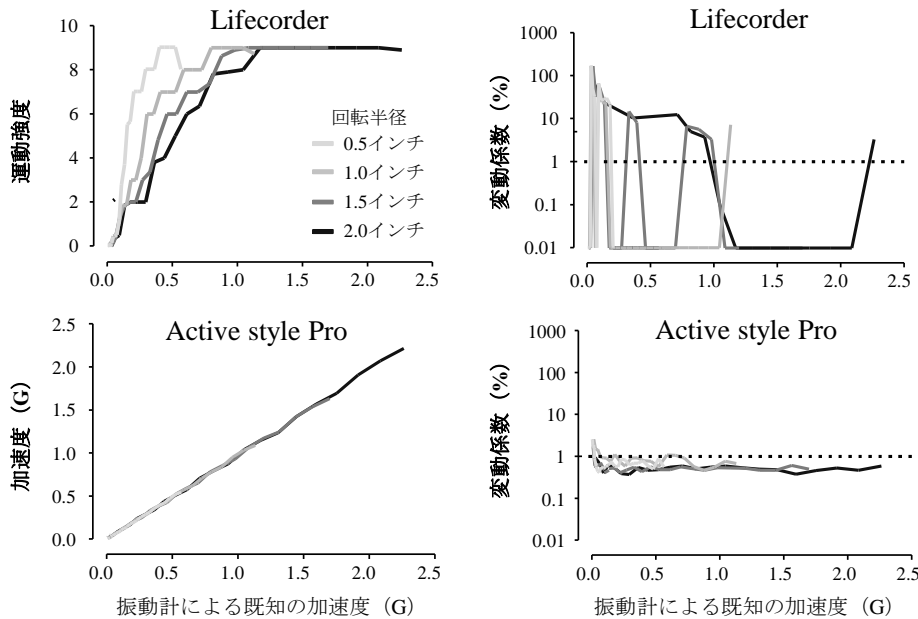 Lifecorder
運動強度
10
8
6
4
2
0
回転半径
0.5インチ
1.0インチ
1.5インチ
2.0インチ
0.0 0.5 1.0 1.5 2.0 2.5
Lifecorder
変動係数（%）
1000
100
10
1
0.1
0.01
0.0 0.5 1.0 1.5 2.0 2.5
Active style Pro
加速度（G）
2.5
2.0
1.5
1.0
0.5
0.0
0.0 0.5 1.0 1.5 2.0 2.5
振動計による既知の加速度（G）
Active style Pro
変動係数（%）
1000
100
10
1
0.1
0.01
0.0 0.5 1.0 1.5 2.0 2.5
振動計による既知の加速度（G）